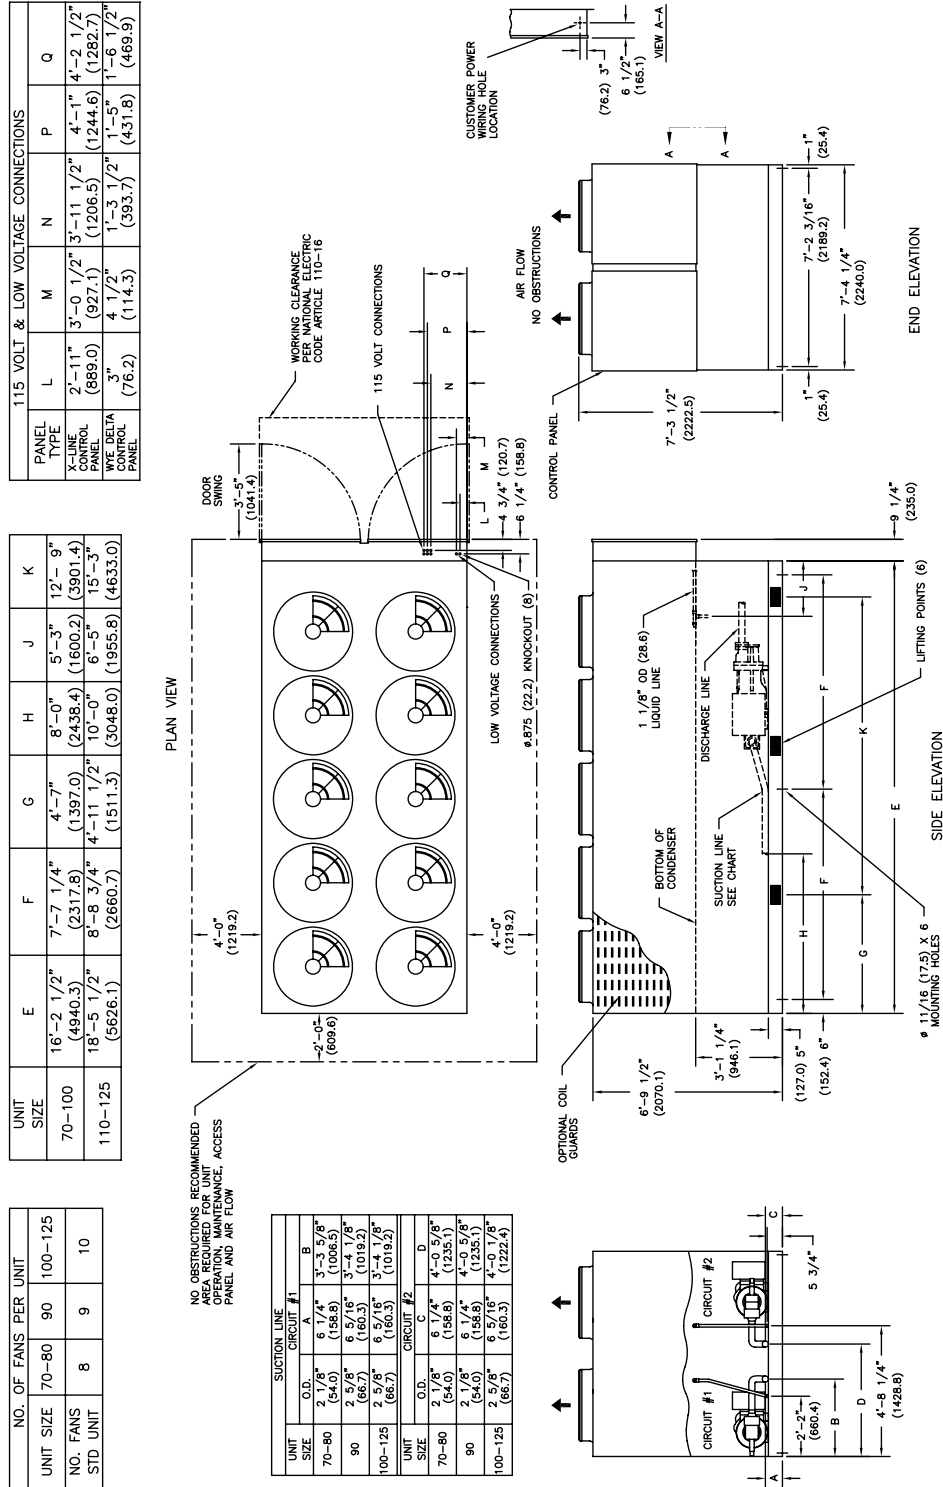 NO. OF FANS PER UNIT
UNIT SIZE 70-80 90 100-125
NO. FANS
STD UNIT 8 9 10
UNIT
SIZE E F G H J K
70-100 16'-2 1/2" 7'-7 1/4" 4'-7" 8'-0" 5'-3" 12'- 9"
(4940.3) (2317.8) (1397.0) (2438.4) (1600.2) (3901.4)
110-125 18'-5 1/2" 8'-8 3/4" 4'-11 1/2" 10'-0" 6'-5" 15'-3"
(5626.1) (2660.7) (1511.3) (3048.0) (1955.8) (4633.0)
115 VOLT & LOW VOLTAGE CONNECTIONS
PANEL
TYPE L M N P Q
X-LINE
CONTROL
PANEL 2'-11" 3'-0 1/2" 3'-11 1/2" 4'-1" 4'-2 1/2"
(889.0) (927.1) (1206.5) (1244.6) (1282.7)
WYE DELTA
CONTROL
PANEL 3" 4 1/2" 1'-3 1/2" 1'-5" 1'-6 1/2"
(76.2) (114.3) (393.7) (431.8) (469.9)
PLAN VIEW
NO OBSTRUCTIONS RECOMMENDED
AREA REQUIRED FOR UNIT
OPERATION, MAINTENANCE, ACCESS
PANEL AND AIR FLOW
4'-0"
(1219.2)
2'-0"
(609.6)
4'-0"
(1219.2)
DOOR
SWING
3'-5"
(1041.4)
WORKING CLEARANCE
PER NATIONAL ELECTRIC
CODE ARTICLE 110-16
115 VOLT CONNECTIONS
LOW VOLTAGE CONNECTIONS
ø.875 (22.2) KNOCKOUT (8)
L
M
N
P
Q
4 3/4" (120.7)
6 1/4" (158.8)
SUCTION LINE
UNIT
SIZE CIRCUIT #1
O.D. A B
70-80 2 1/8" 6 1/4" 3'-3 5/8"
(54.0) (158.8) (1006.5)
90 2 5/8" 6 5/16" 3'-4 1/8"
(66.7) (160.3) (1019.2)
100-125 2 5/8" 6 5/16" 3'-4 1/8"
(66.7) (160.3) (1019.2)
UNIT
SIZE CIRCUIT #2
O.D. C D
70-80 2 1/8" 6 1/4" 4'-0 5/8"
(54.0) (158.8) (1235.1)
90 2 1/8" 6 1/4" 4'-0 5/8"
(54.0) (158.8) (1235.1)
100-125 2 5/8" 6 5/16" 4'-0 1/8"
(66.7) (160.3) (1222.4)
CUSTOMER POWER
WIRING HOLE
LOCATION
(76.2) 3"
6 1/2"
(165.1)
VIEW A-A
CIRCUIT #1
CIRCUIT #2
A
2'-2"
(660.4)
B
D
4'-8 1/4"
(1428.8)
5 3/4"
C
OPTIONAL COIL
GUARDS
6'-9 1/2"
(2070.1)
3'-1 1/4"
(946.1)
(127.0) 5"
(152.4) 6"
BOTTOM OF
CONDENSER
SUCTION LINE
SEE CHART
1 1/8" OD (28.6)
LIQUID LINE
DISCHARGE LINE
G
H
F
E
K
F
J
9 1/4"
(235.0)
LIFTING POINTS (6)
ø 11/16 (17.5) X 6
MOUNTING HOLES
SIDE ELEVATION
AIR FLOW
NO OBSTRUCTIONS
CONTROL PANEL
7'-3 1/2"
(2222.5)
A
A
1"
(25.4)
7'-2 3/16"
(2189.2)
7'-4 1/4"
(2240.0)
1"
(25.4)
END ELEVATION